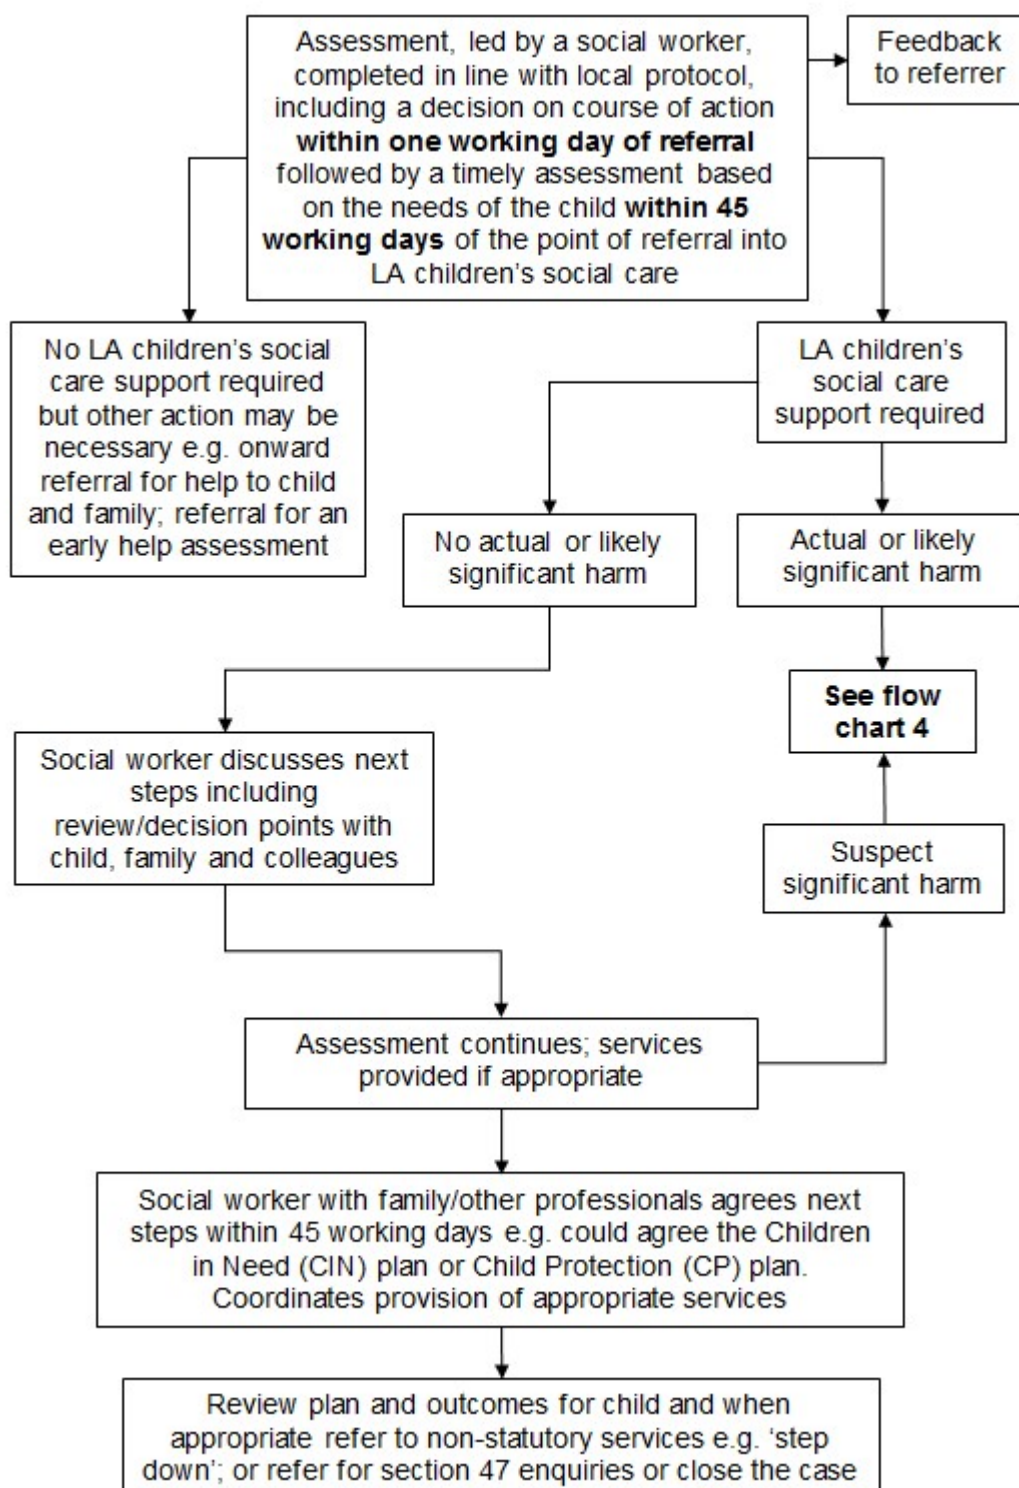 Assessment, led by a social worker,
completed in line with local protocol,
including a decision on course of action
within one working day of referral
followed by a timely assessment based
on the needs of the child within 45
working days of the point of referral into
LA children's social care
Feedback
to referrer
No LA children's social
care support required
but other action may be
necessary e.g. onward
referral for help to child
and family; referral for an
early help assessment
LA children's
social care
support required
No actual or likely
significant harm
Actual or likely
significant harm
See flow
chart 4
Social worker discusses next
steps including
review/decision points with
child, family and colleagues
Suspect
significant harm
Assessment continues; services
provided if appropriate
Social worker with family/other professionals agrees next
steps within 45 working days e.g. could agree the Children
in Need (CIN) plan or Child Protection (CP) plan.
Coordinates provision of appropriate services
Review plan and outcomes for child and when
appropriate refer to non-statutory services e.g. ‘step
down’; or refer for section 47 enquiries or close the case